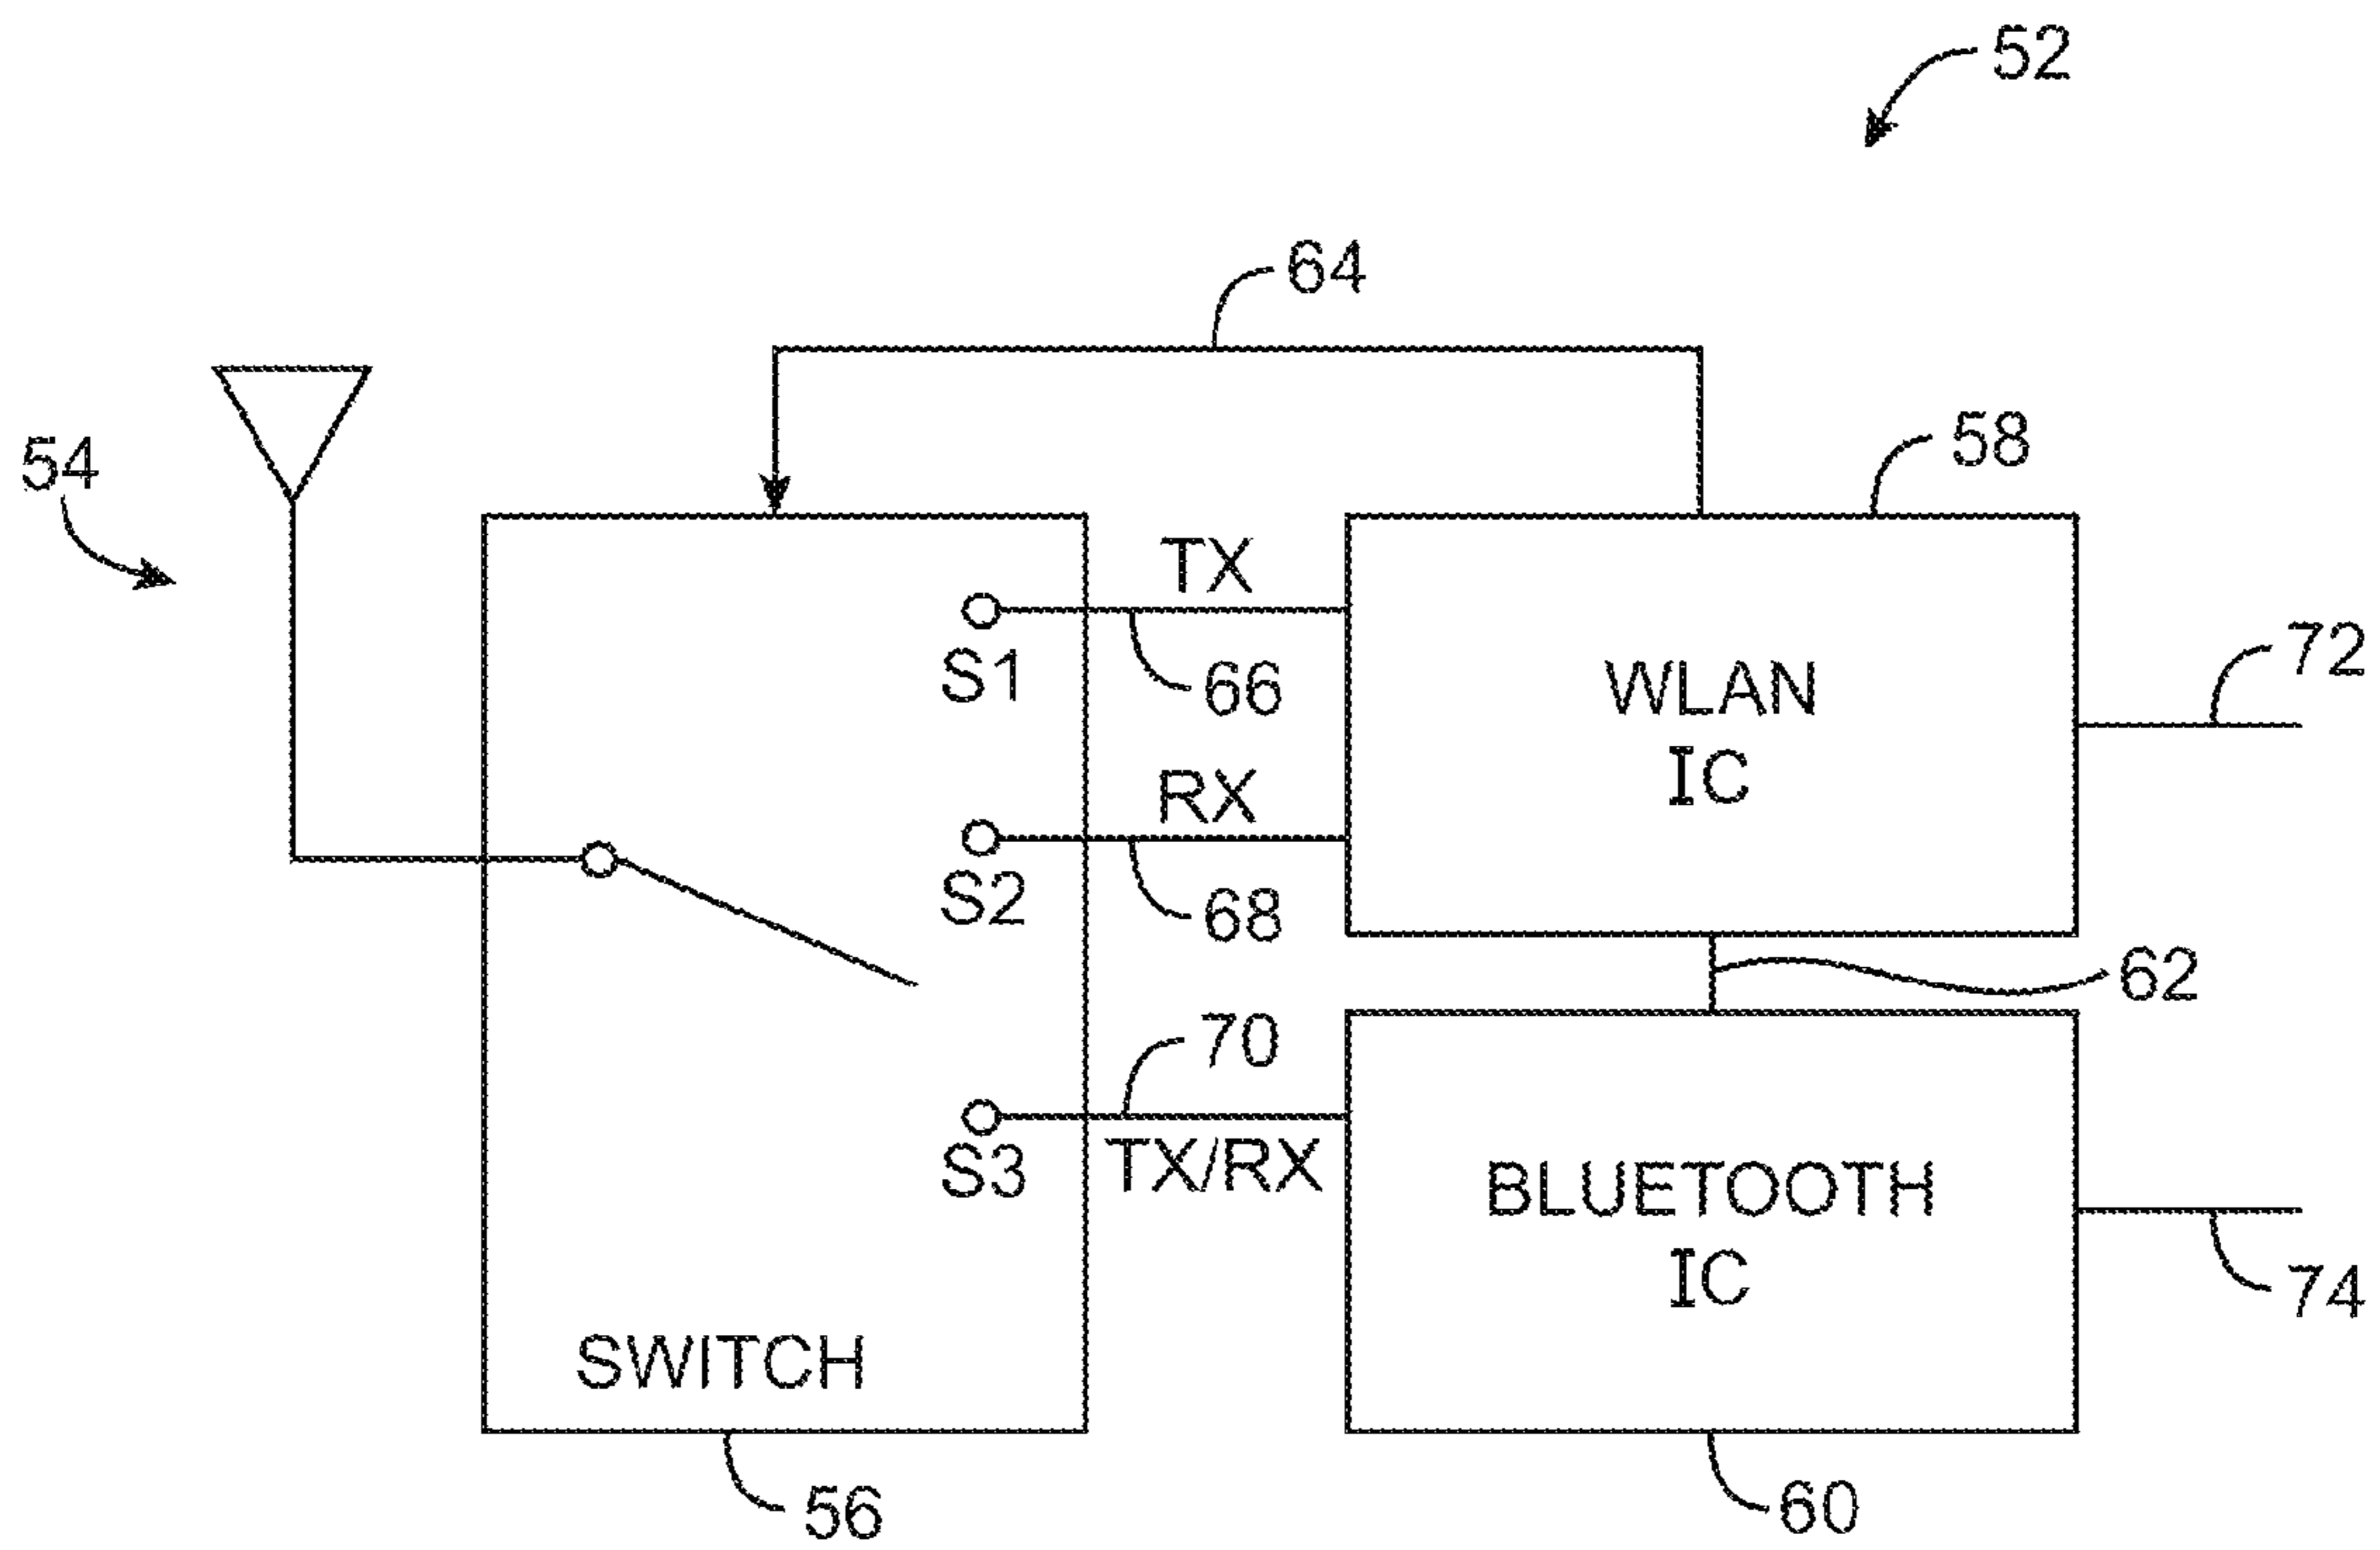 52
64
54
58
TX
S1
66
WLAN
IC
72
RX
S2
68
62
70
S3
TX/RX
BLUETOOTH
IC
74
SWITCH
56
60